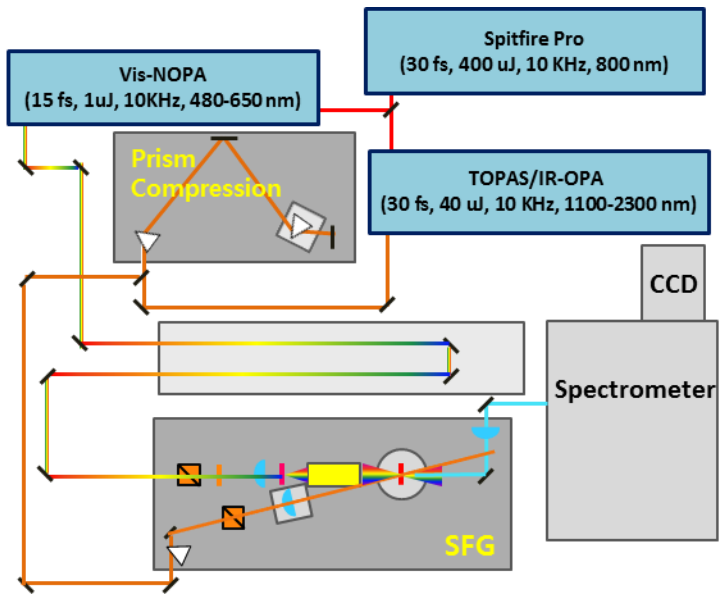 Spitfire Pro
(30 fs, 400 uJ, 10 KHz, 800 nm)
Vis-NOPA
(15 fs, 1uJ, 10KHz, 480-650 nm)
Prism
Compression
TOPAS/IR-OPA
(30 fs, 40 uJ, 10 KHz, 1100-2300 nm)
CCD
Spectrometer
SFG